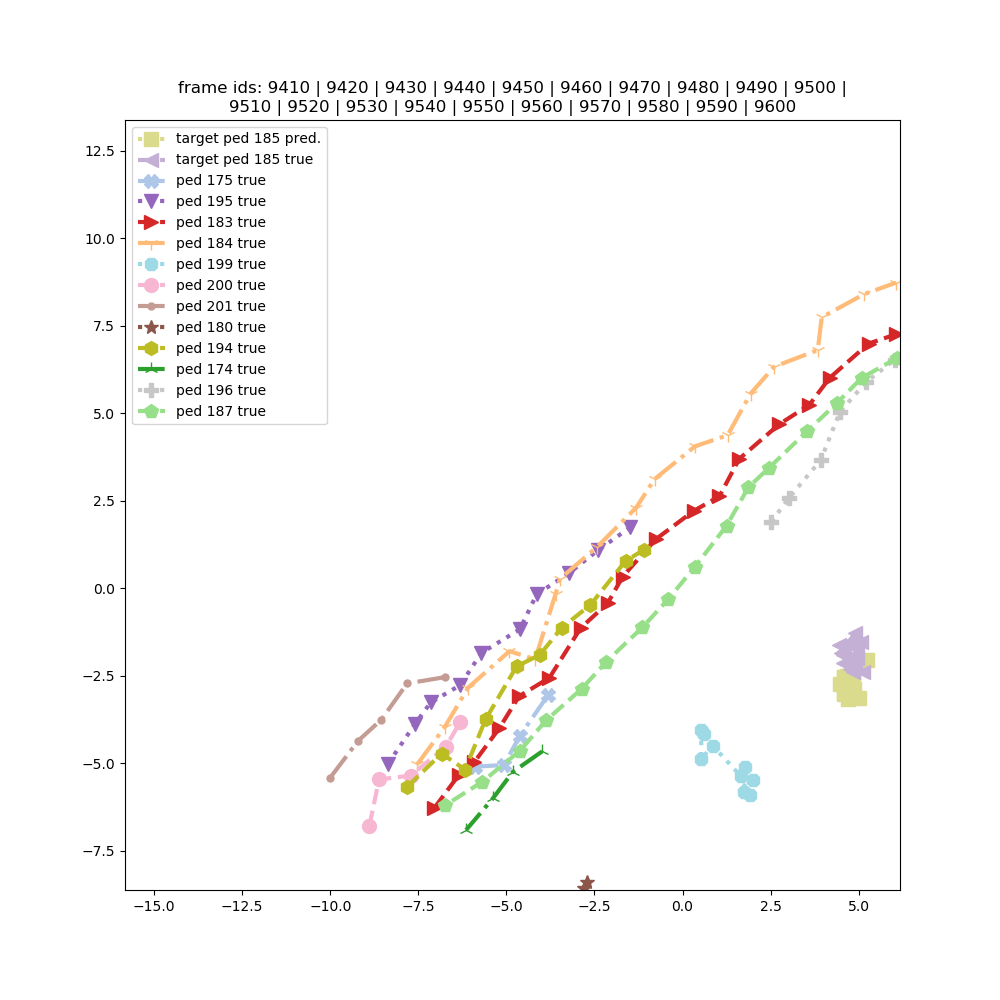 frame ids: 9410 | 9420 | 9430 | 9440 | 9450 | 9460 | 9470 | 9480 | 9490 | 9500 |
9510 | 9520 | 9530 | 9540 | 9550 | 9560 | 9570 | 9580 | 9590 | 9600
target ped 185 pred.
target ped 185 true
ped 175 true
ped 195 true
ped 183 true
ped 184 true
ped 199 true
ped 200 true
ped 201 true
ped 180 true
ped 194 true
ped 174 true
ped 196 true
ped 187 true
12.5
10.0
7.5
5.0
2.5
0.0
−2.5
−5.0
−7.5
−15.0 −12.5 −10.0 −7.5 −5.0 −2.5 0.0 2.5 5.0